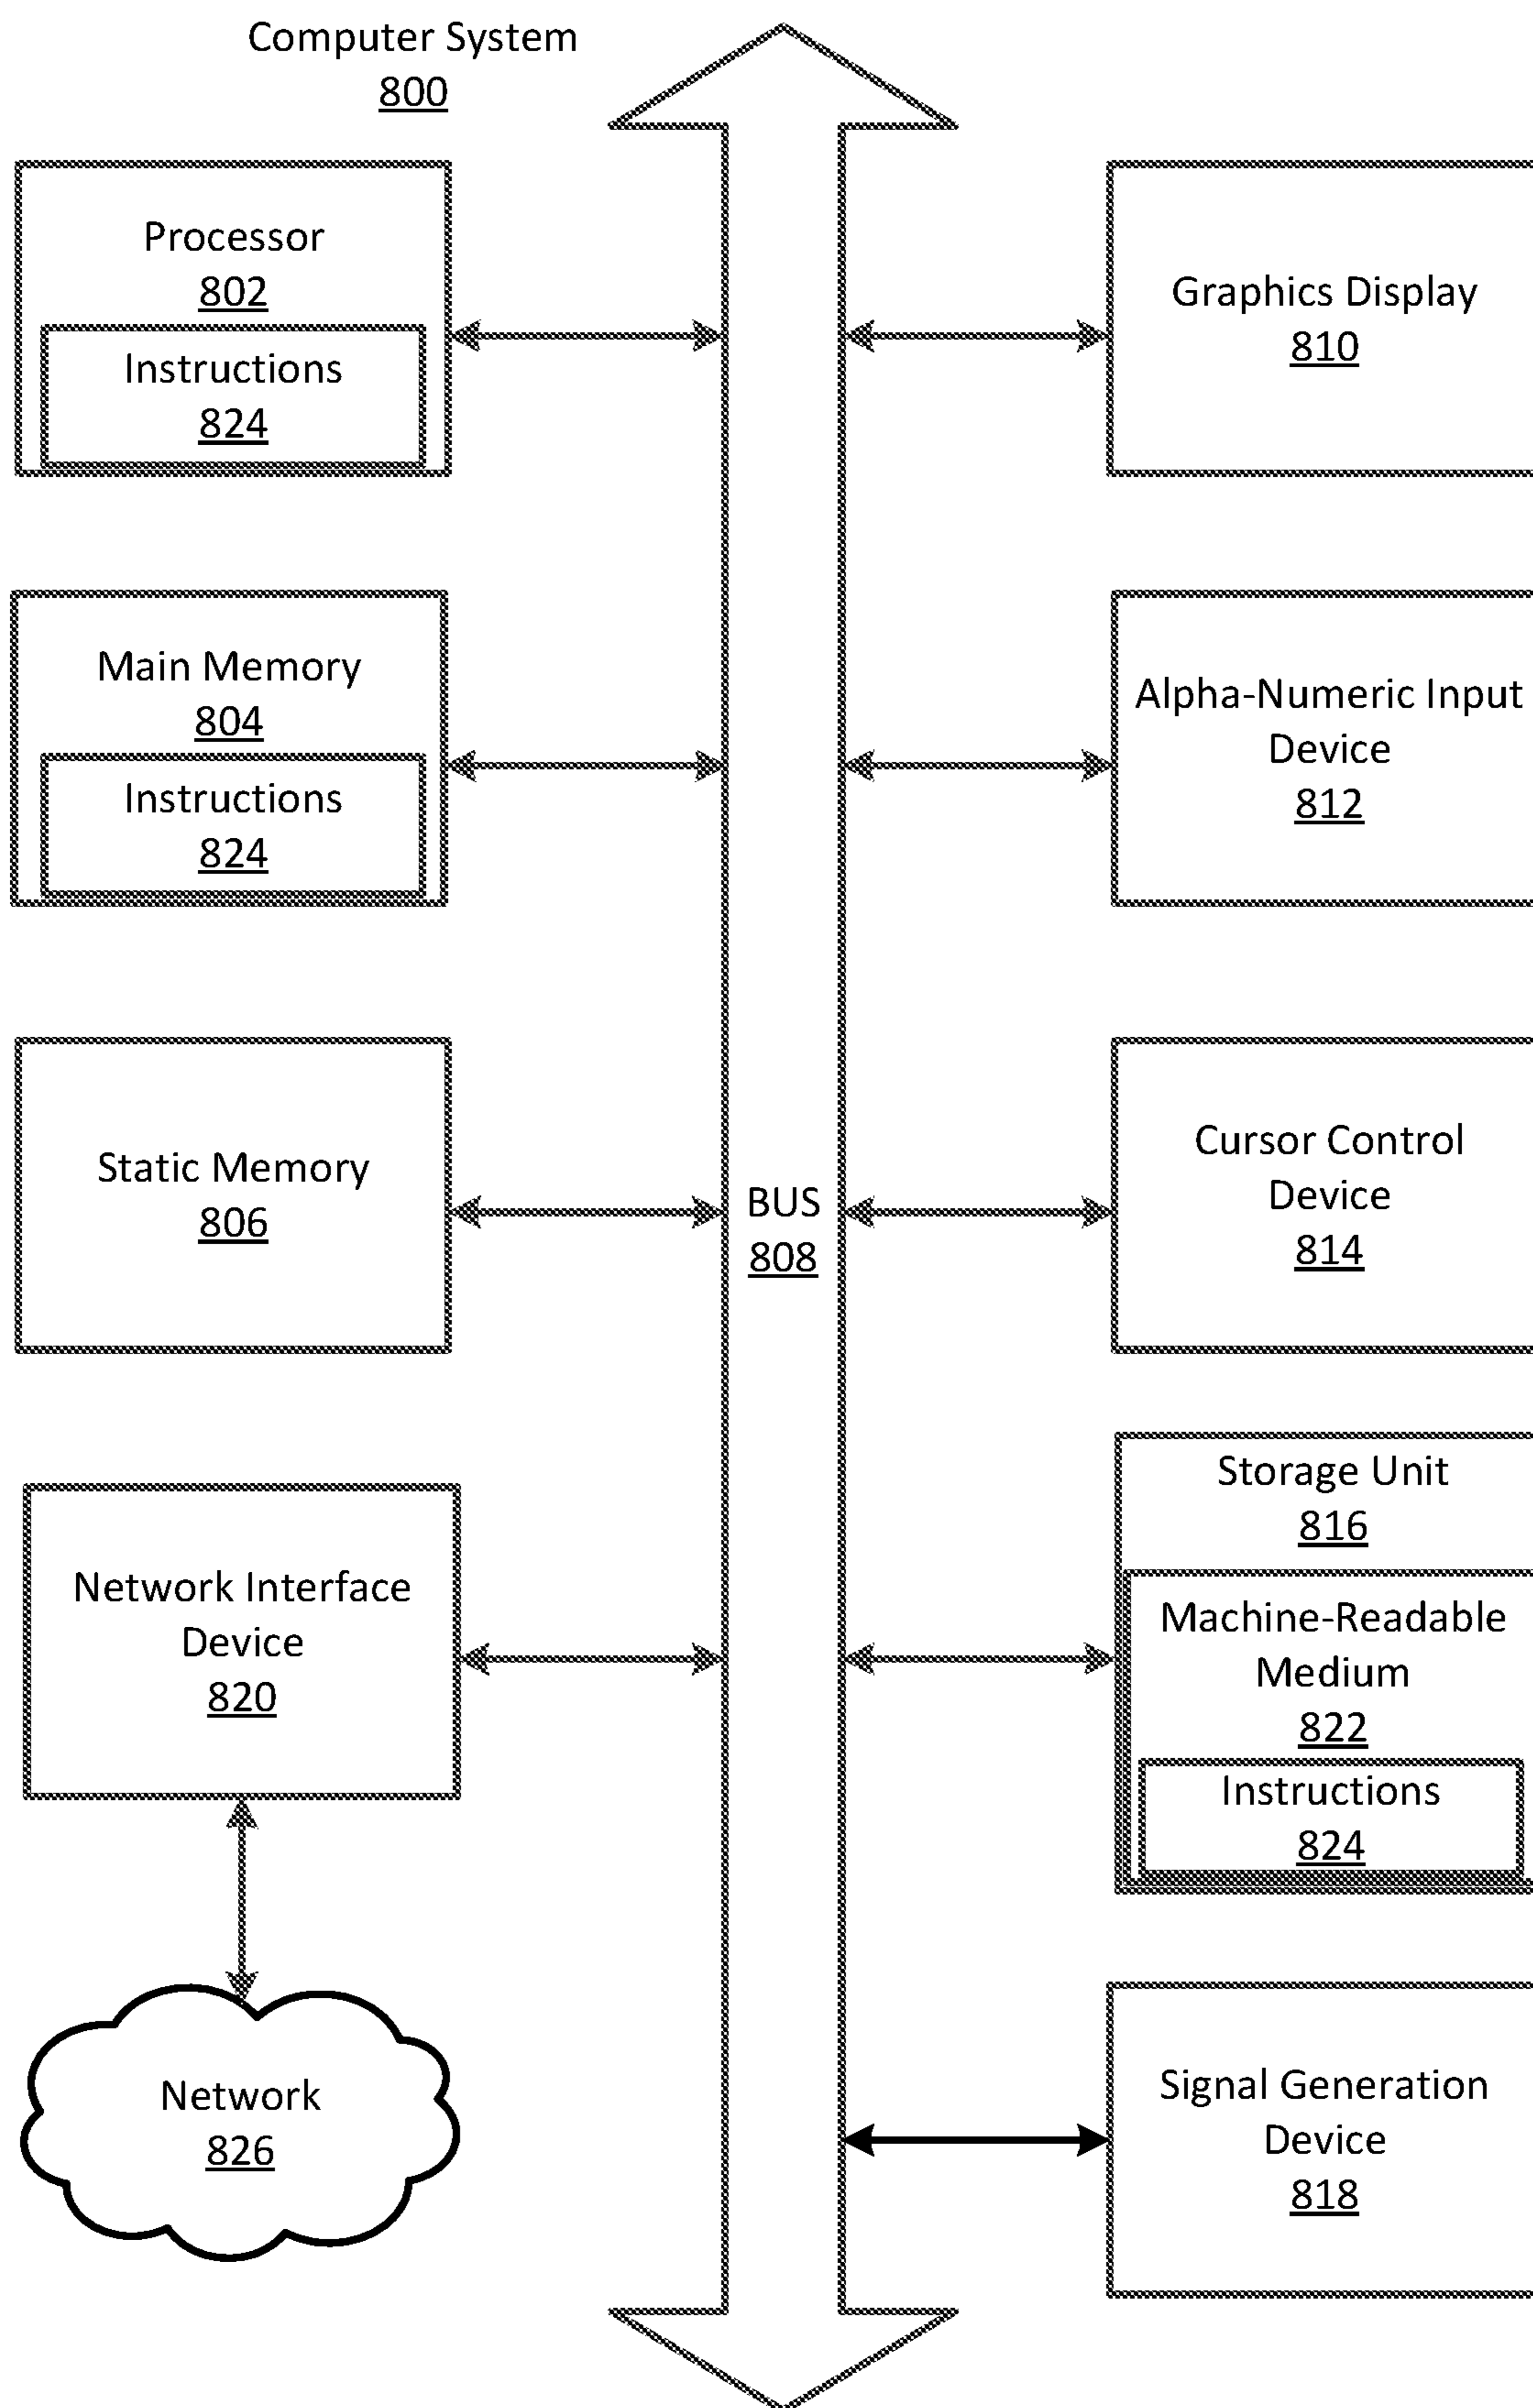 Computer System
800
Processor
802
Instructions
824
Main Memory
804
Instructions
824
Static Memory
806
Network Interface
Device
820
Network
826
BUS
808
Graphics Display
810
Alpha-Numeric Input
Device
812
Cursor Control
Device
814
Storage Unit
816
Machine-Readable
Medium
822
Instructions
824
Signal Generation
Device
818